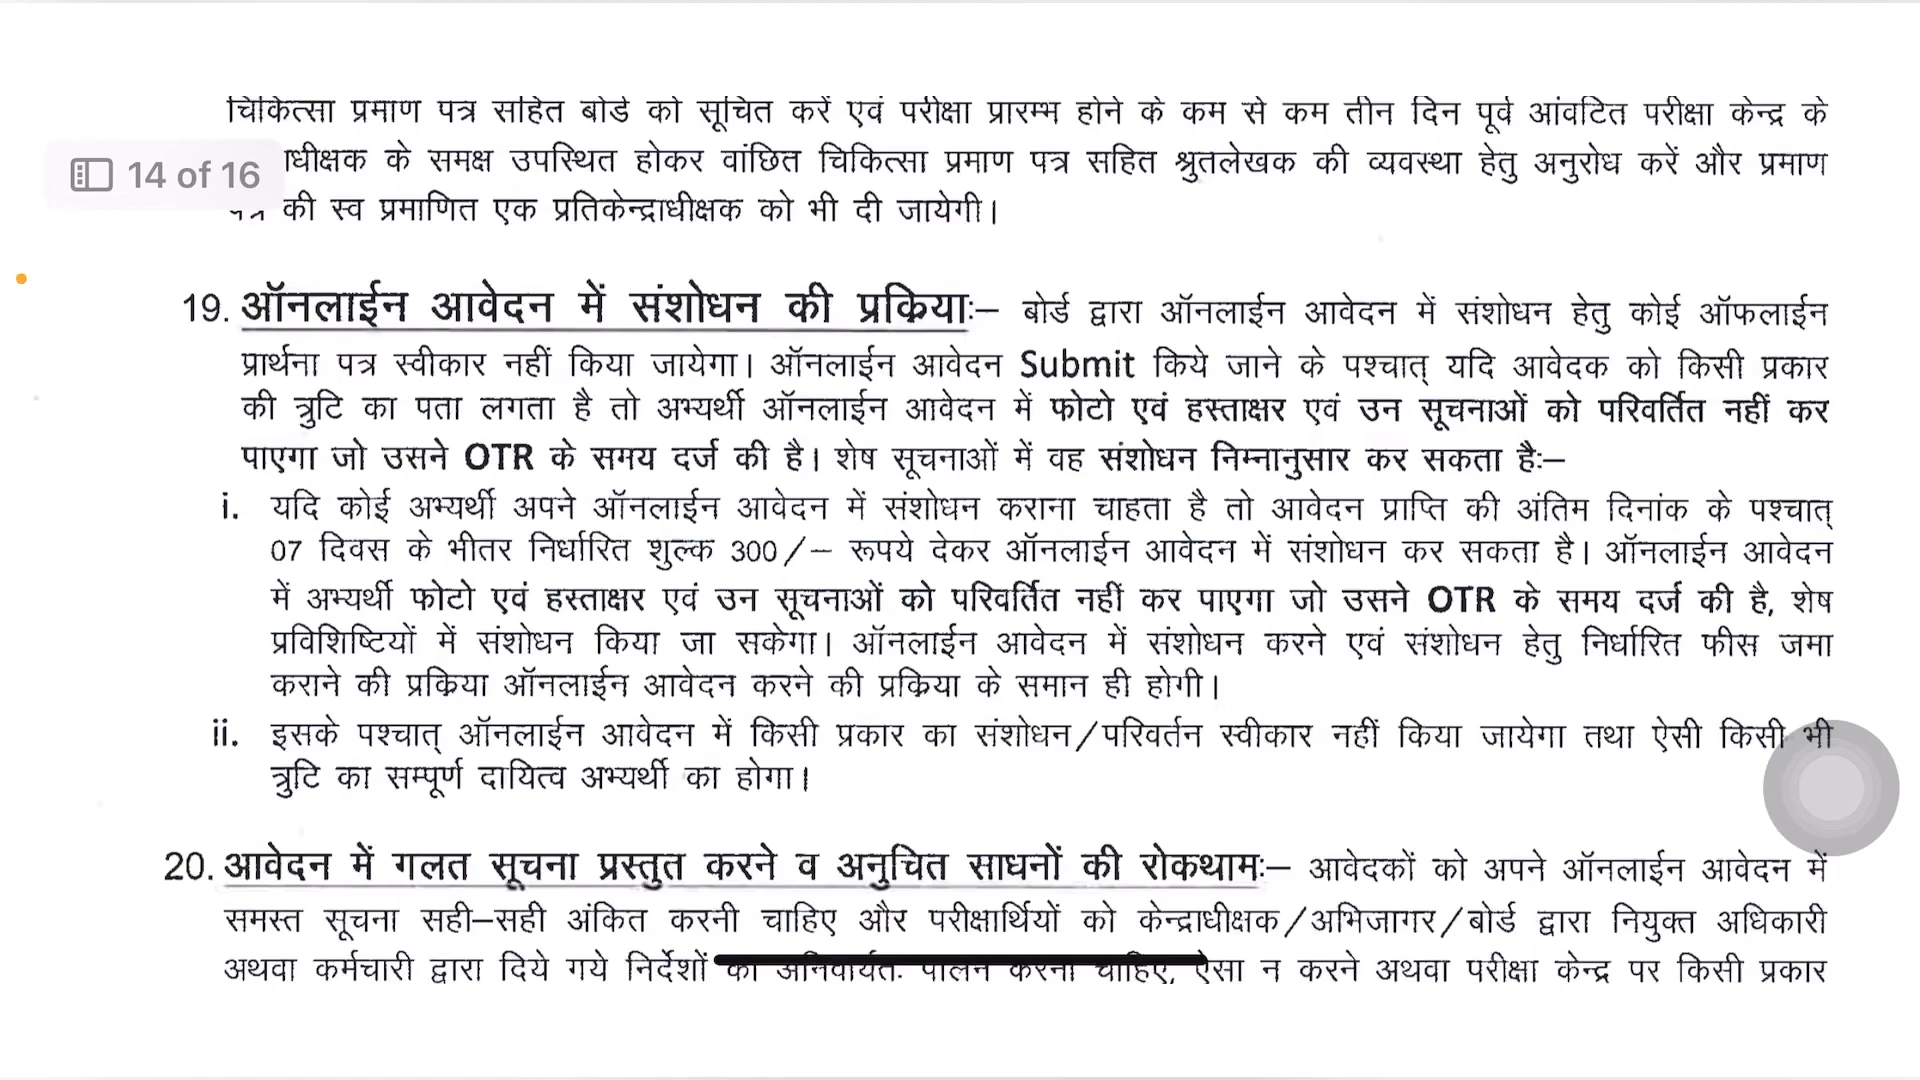 चिकित्सा प्रमाण पत्र सहित बोर्ड को सूचित करें एवं परीक्षा प्रारम्भ होने के कम से कम तीन दिन पूर्व आंवटित परीक्षा केन्द्र के
14 of 16
धीक्षक के समक्ष उपस्थित होकर वांछित चिकित्सा प्रमाण पत्र सहित श्रुतलेखक की व्यवस्था हेतु अनुरोध करें और प्रमाण
की स्व प्रमाणित एक प्रतिकेन्द्राधीक्षक को भी दी जायेगी।
19. ऑनलाईन आवेदन में संशोधन की प्रकिया:– बोर्ड द्वारा ऑनलाईन आवेदन में संशोधन हेतु कोई ऑफलाईन
प्रार्थना पत्र स्वीकार नहीं किया जायेगा। ऑनलाईन आवेदन Submit किये जाने के पश्चात् यदि आवेदक को किसी प्रकार
की त्रुटि का पता लगता है तो अभ्यर्थी ऑनलाईन आवेदन में फोटो एवं हस्ताक्षर एवं उन सूचनाओं को परिवर्तित नहीं कर
पाएगा जो उसने OTR के समय दर्ज की है। शेष सूचनाओं में वह संशोधन निम्नानुसार कर सकता है:–
i. यदि कोई अभ्यर्थी अपने ऑनलाईन आवेदन में संशोधन कराना चाहता है तो आवेदन प्राप्ति की अंतिम दिनांक के पश्चात्
07 दिवस के भीतर निर्धारित शुल्क 300/– रूपये देकर ऑनलाईन आवेदन में संशोधन कर सकता है। ऑनलाईन आवेदन
में अभ्यर्थी फोटो एवं हस्ताक्षर एवं उन सूचनाओं को परिवर्तित नहीं कर पाएगा जो उसने OTR के समय दर्ज की है, शेष
प्रविशिष्टियों में संशोधन किया जा सकेगा। ऑनलाईन आवेदन में संशोधन करने एवं संशोधन हेतु निर्धारित फीस जमा
कराने की प्रकिया ऑनलाईन आवेदन करने की प्रकिया के समान ही होगी।
ii. इसके पश्चात् ऑनलाईन आवेदन में किसी प्रकार का संशोधन/परिवर्तन स्वीकार नहीं किया जायेगा तथा ऐसी किसी भी
त्रुटि का सम्पूर्ण दायित्व अभ्यर्थी का होगा।
20. आवेदन में गलत सूचना प्रस्तुत करने व अनुचित साधनों की रोकथाम:– आवेदकों को अपने ऑनलाईन आवेदन में
समस्त सूचना सही–सही अंकित करनी चाहिए और परीक्षार्थियों को केन्द्राधीक्षक/अभिजागर/बोर्ड द्वारा नियुक्त अधिकारी
अथवा कर्मचारी द्वारा दिये गये निर्देशों का अनिवार्यतः पालन करना चाहिए, ऐसा न करने अथवा परीक्षा केन्द्र पर किसी प्रकार